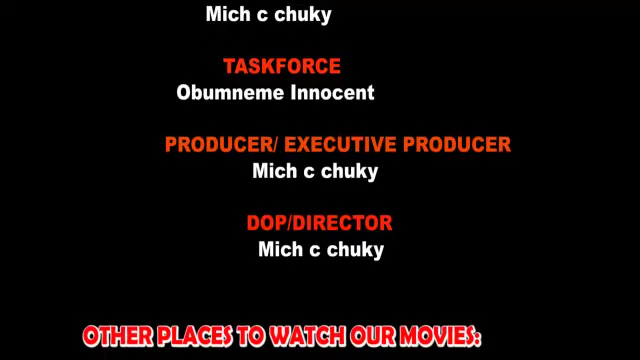 Mich c chuky
TASKFORCE
Obumneme Innocent
PRODUCER/ EXECUTIVE PRODUCER
Mich c chuky
DOP/DIRECTOR
Mich c chuky
OTHER PLACES TO WATCH OUR MOVIES: